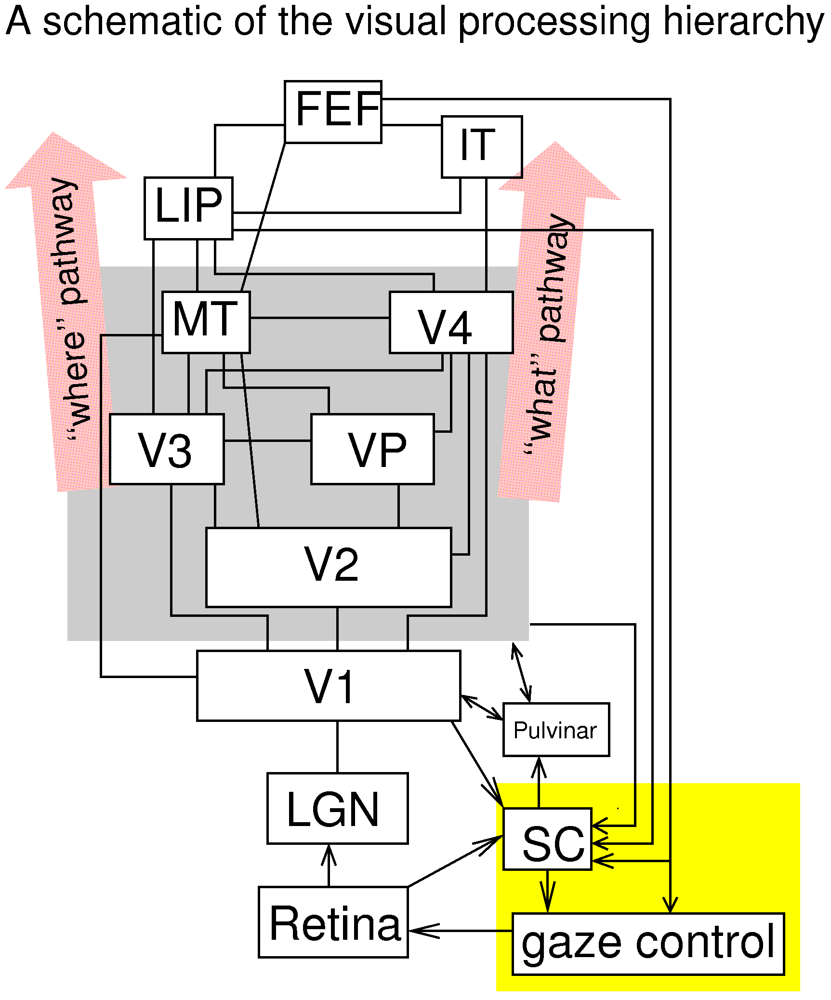 A schematic of the visual processing hierarchy
FEF
IT
LIP
“where” pathway
“what” pathway
MT
V4
V3
VP
V2
V1
Pulvinar
LGN
SC
Retina
gaze control